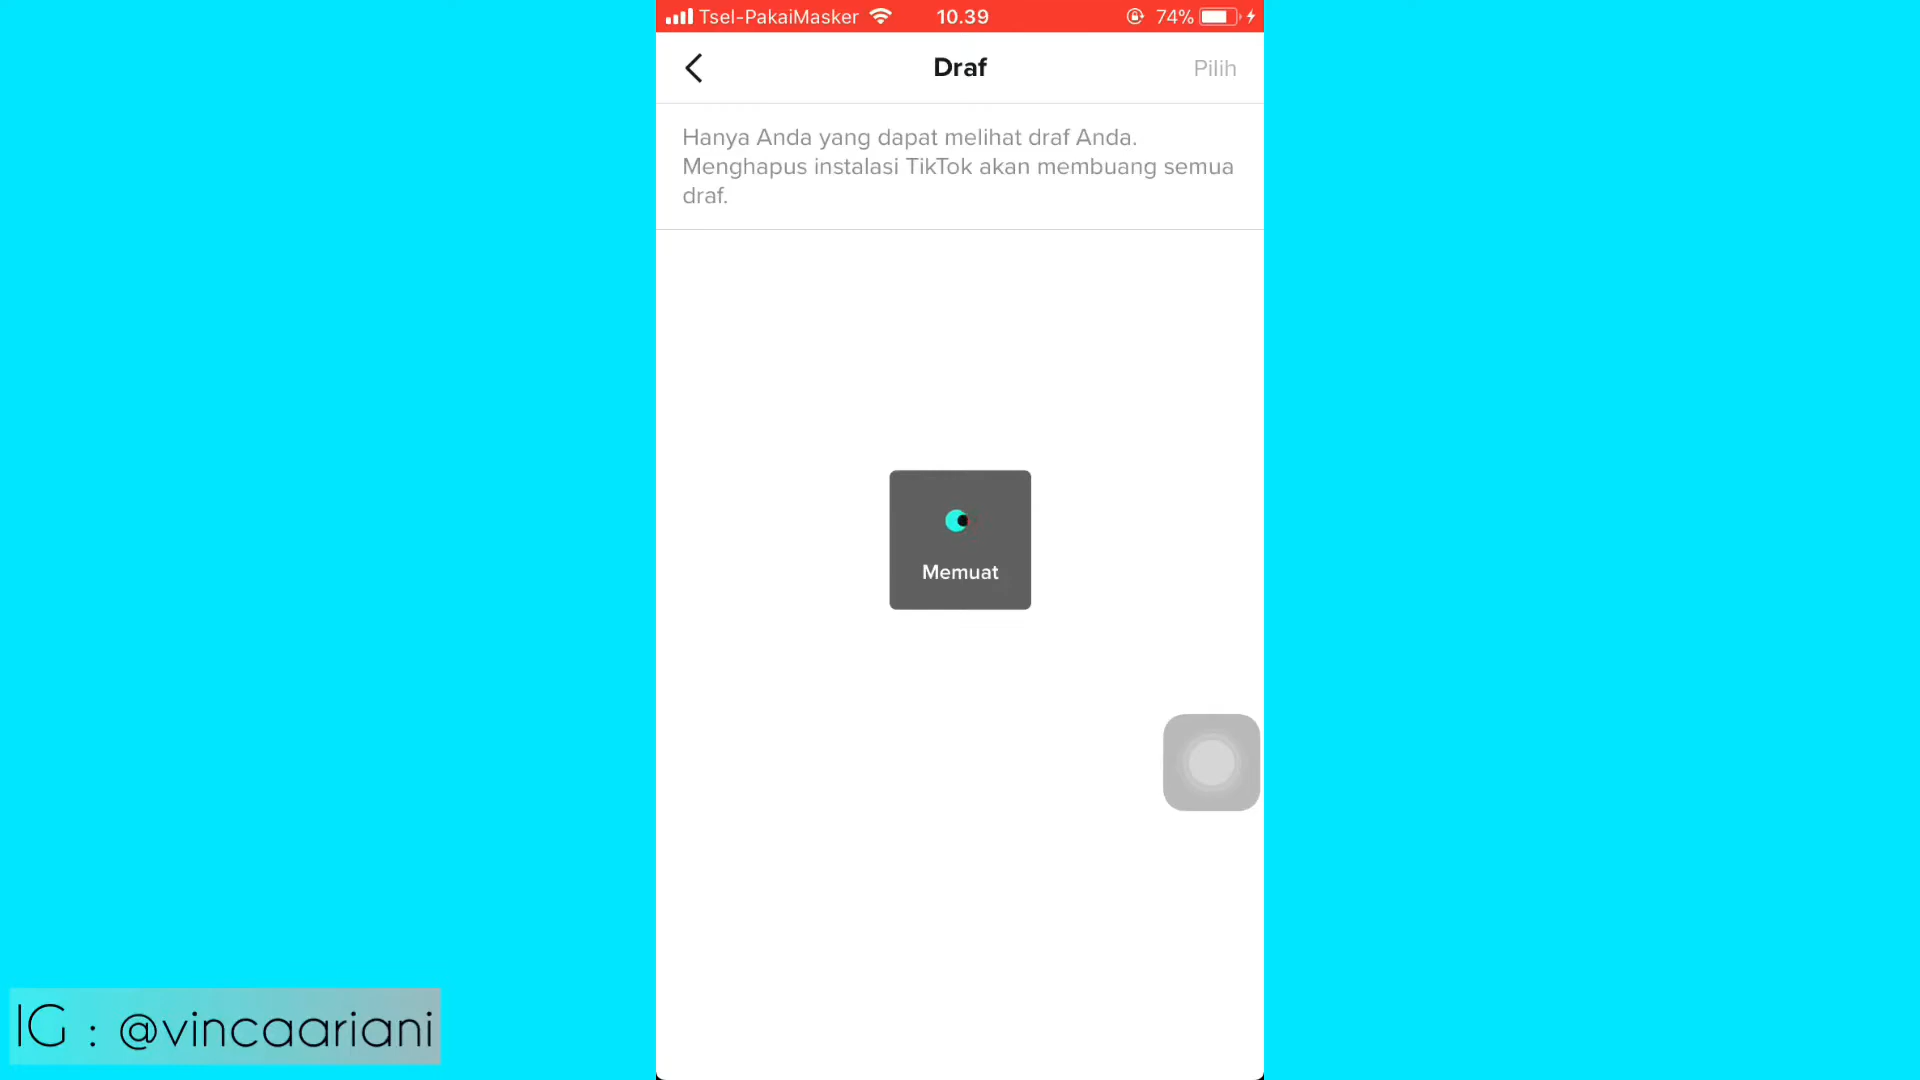 Tsel-PakaiMasker 10.39 74%
Draf Pilih
Hanya Anda yang dapat melihat draf Anda.
Menghapus instalasi TikTok akan membuang semua
draf.
Memuat
IG : @vincaariani